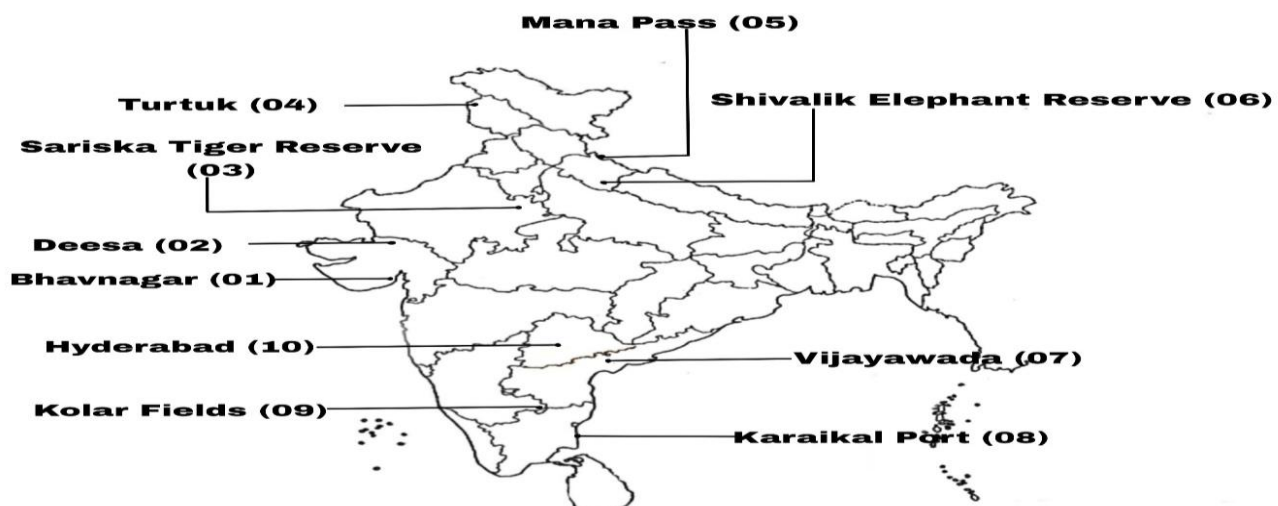 Mana Pass (05)
Turtuk (04)
Shivalik Elephant Reserve (06)
Sariska Tiger Reserve
(03)
Deesa (02)
Bhavnagar (01)
Hyderabad (10)
Vijayawada (07)
Kolar Fields (09)
Karaikal Port (08)